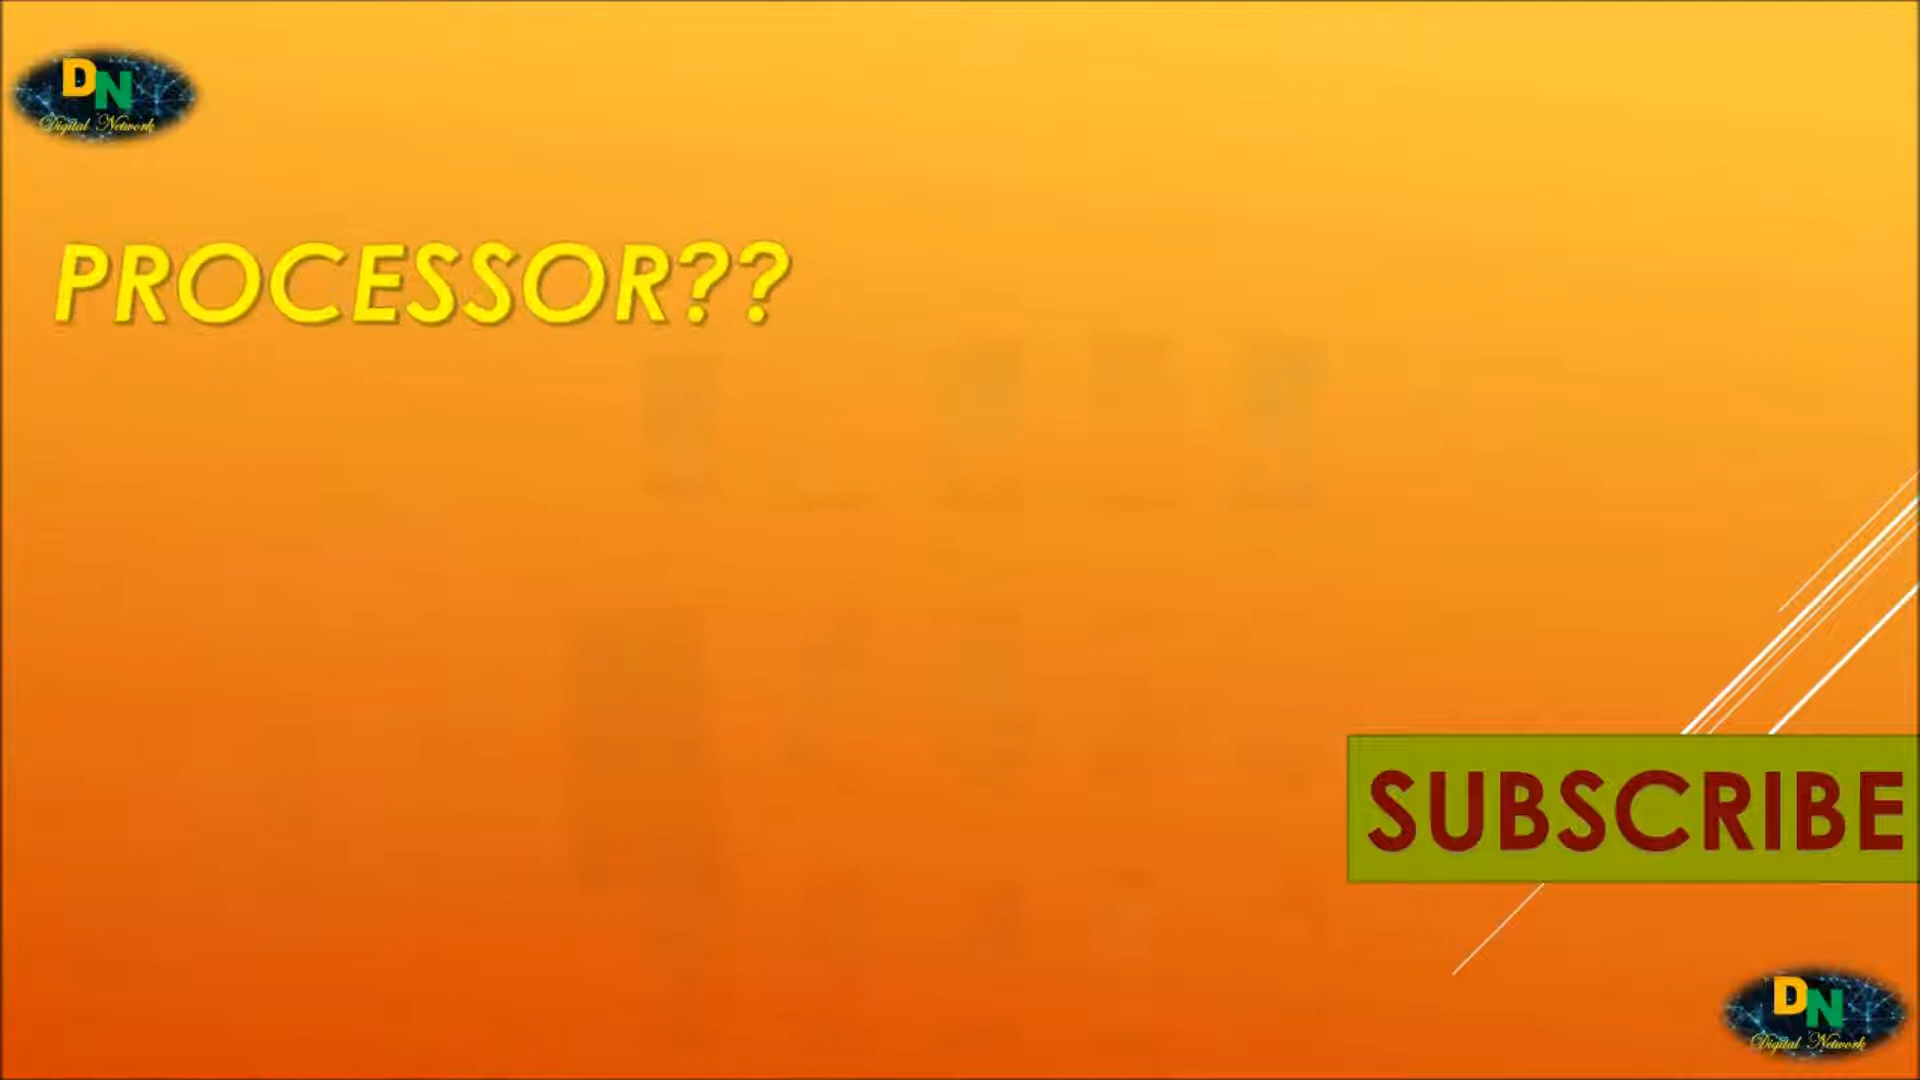 DN
Digital Network
PROCESSOR??
SUBSCRIBE
DN
Digital Network